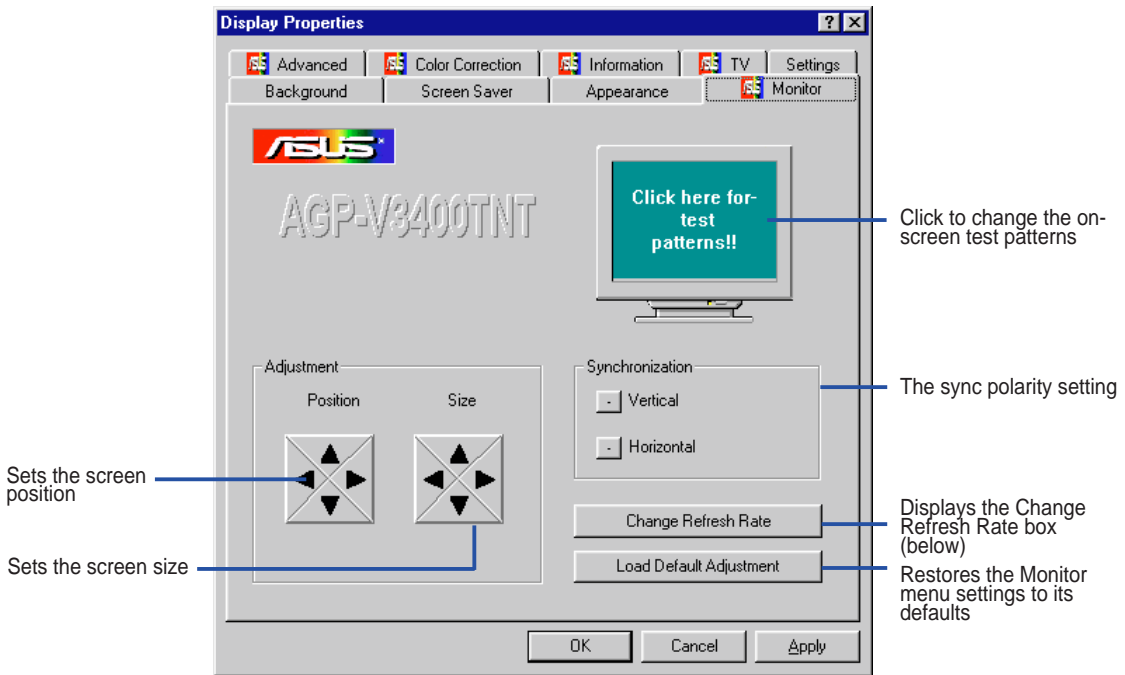 Display Properties
Advanced
Color Correction
Information
TV
Settings
Background
Screen Saver
Appearance
Monitor
ASUS
AGP-V3400TNT
Click here for-
test
patterns!!
Click to change the on-
screen test patterns
Adjustment
Position
Size
Synchronization
- Vertical
- Horizontal
The sync polarity setting
Sets the screen
position
Sets the screen size
Change Refresh Rate
Displays the Change
Refresh Rate box
(below)
Load Default Adjustment
Restores the Monitor
menu settings to its
defaults
OK
Cancel
Apply